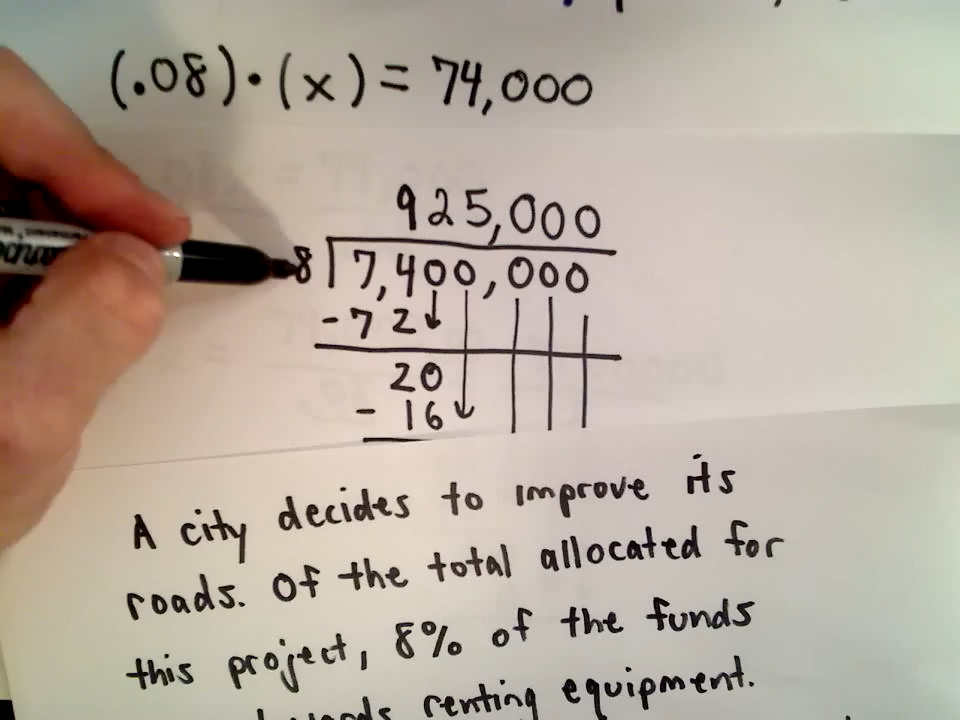 (.08)·(x) = 74,000
925,000
8 7,400,000
- 72
20
- 16
A city decides to improve its
roads. Of the total allocated for
this project, 8% of the funds
renting equipment.